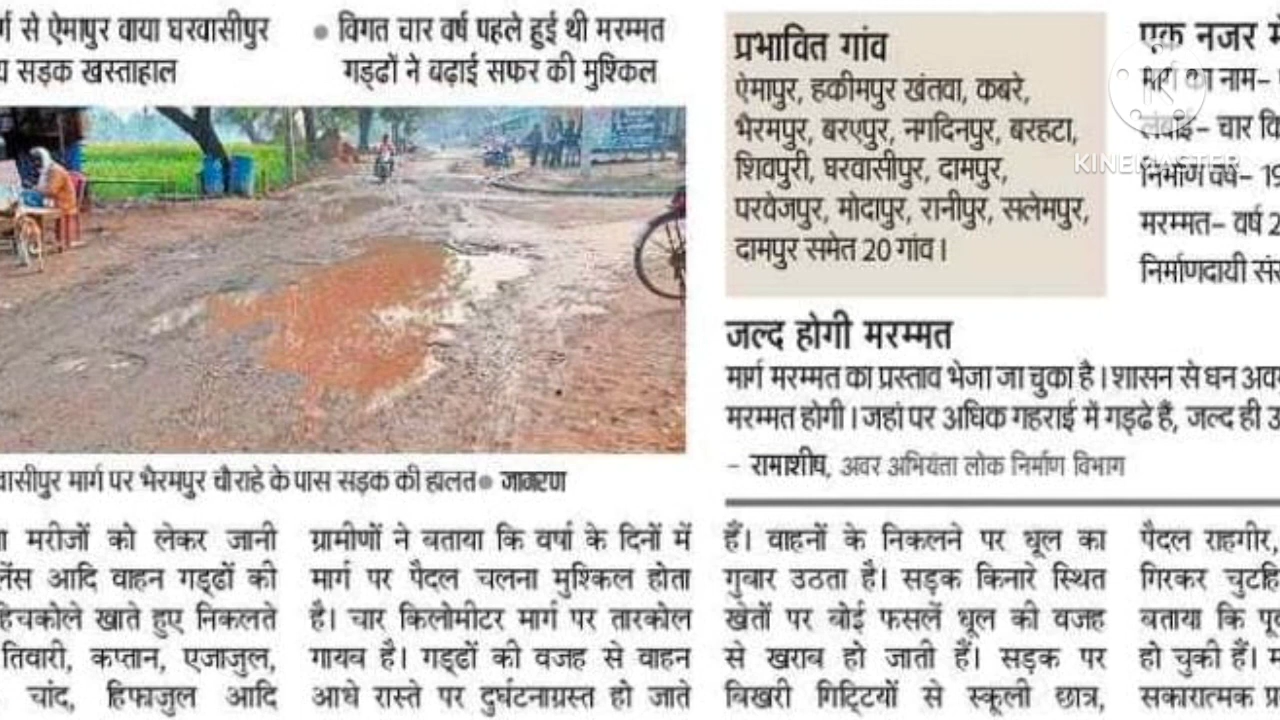 र्ग से ऐमापुर वाया घरवासीपुर
य सड़क खस्ताहाल
● विगत चार वर्ष पहले हुई थी मरम्मत
गड्ढों ने बढ़ाई सफर की मुश्किल
वासीपुर मार्ग पर भैरमपुर चौराहे के पास सड़क की हालत● जागरण
मरीजों को लेकर जानी
लेंस आदि वाहन गड्ढों की
हिचकोले खाते हुए निकलते
तिवारी, कप्तान, एजाजुल,
चांद, हिफाजुल आदि
ग्रामीणों ने बताया कि वर्षा के दिनों में
मार्ग पर पैदल चलना मुश्किल होता
है। चार किलोमीटर मार्ग पर तारकोल
गायब है। गड्ढों की वजह से वाहन
आधे रास्ते पर दुर्घटनाग्रस्त हो जाते
प्रभावित गांव
ऐमापुर, हकीमपुर खंतवा, कबरे,
भैरमपुर, बरएपुर, नगदिनपुर, बरहटा,
शिवपुरी, घरवासीपुर, दामपुर,
परवेजपुर, मोदापुर, रानीपुर, सलेमपुर,
दामपुर समेत 20 गांव।
जल्द होगी मरम्मत
मार्ग मरम्मत का प्रस्ताव भेजा जा चुका है। शासन से धन अव
मरम्मत होगी। जहां पर अधिक गहराई में गड्ढे हैं, जल्द ही
– रामाशीष, अवर अभियंता लोक निर्माण विभाग
हैं। वाहनों के निकलने पर धूल का
गुबार उठता है। सड़क किनारे स्थित
खेतों पर बोई फसलें धूल की वजह
से खराब हो जाती हैं। सड़क पर
बिखरी गिट्टियों से स्कूली छात्र,
एक नजर में
मार्ग का नाम–
लंबाई– चार कि
निर्माण वर्ष– 19
मरम्मत– वर्ष 2
निर्माणदायी संस
पैदल राहगीर,
गिरकर चुटहि
बताया कि पू
हो चुकी हैं। म
सकारात्मक प्र
KINEMASTER